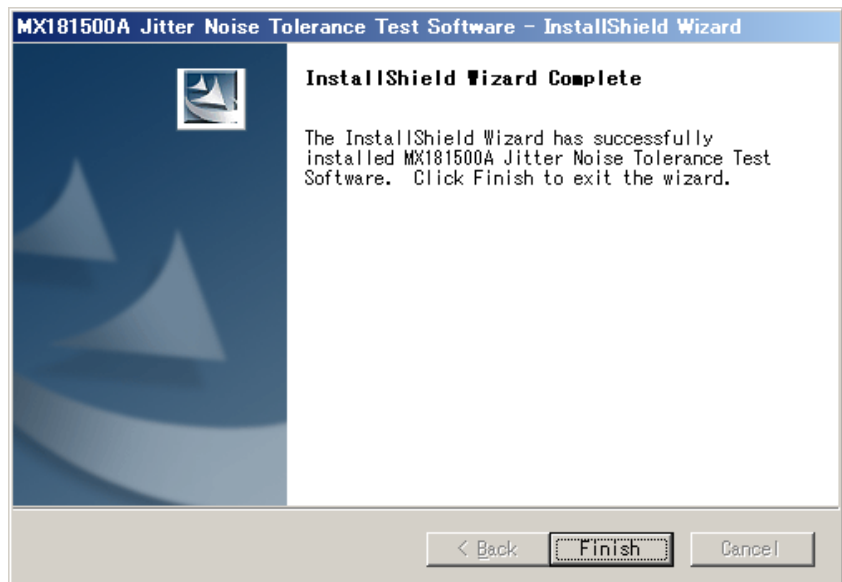 MX181500A Jitter Noise Tolerance Test Software - InstallShield Wizard
InstallShield Wizard Complete
The InstallShield Wizard has successfully
installed MX181500A Jitter Noise Tolerance Test
Software.  Click Finish to exit the wizard.
< Back Finish Cancel